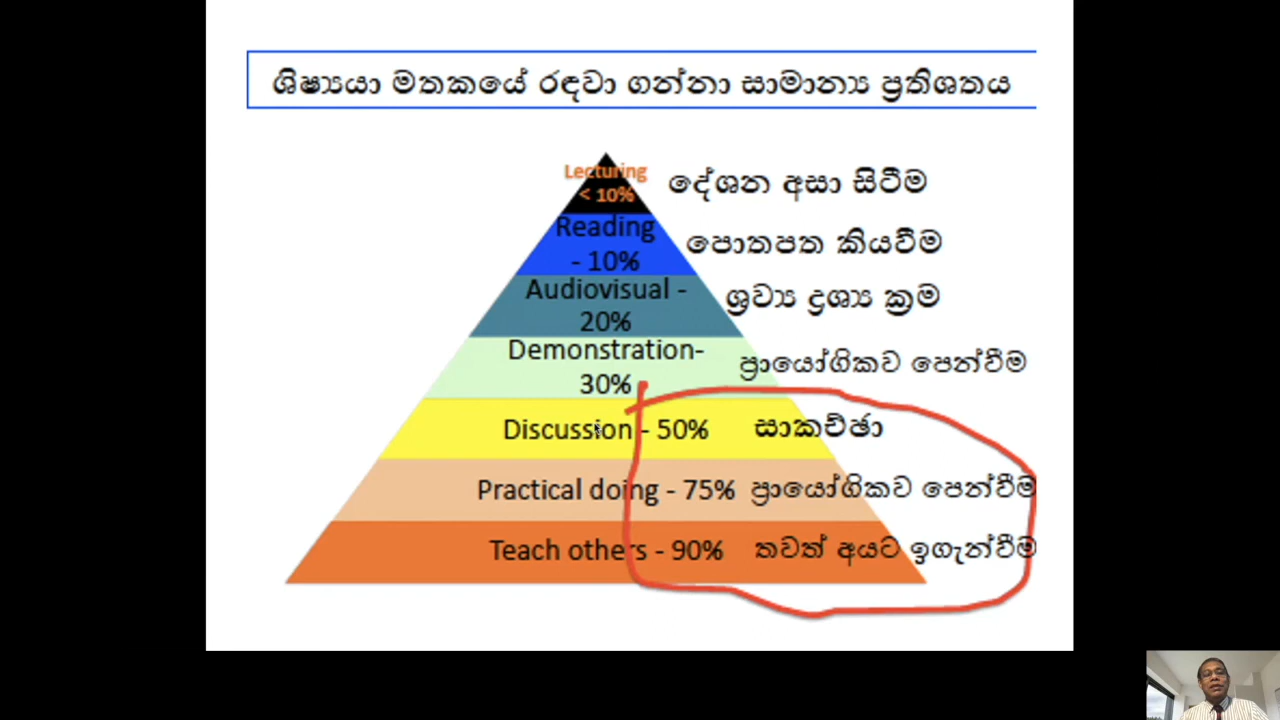 ශිෂ්‍යයා මතකයේ රඳවා ගන්නා සාමාන්‍ය ප්‍රතිශතය
Lecturing
< 10%
දේශන අසා සිටීම
Reading
- 10%
පොතපත කියවීම
Audiovisual -
20%
ශ්‍රව්‍ය ද්‍රශ්‍ය ක්‍රම
Demonstration-
30%
ප්‍රායෝගිකව පෙන්වීම
Discussion - 50%
සාකච්ඡා
Practical doing - 75%
ප්‍රායෝගිකව පෙන්වීම
Teach others - 90%
තවත් අයට ඉගැන්වීම